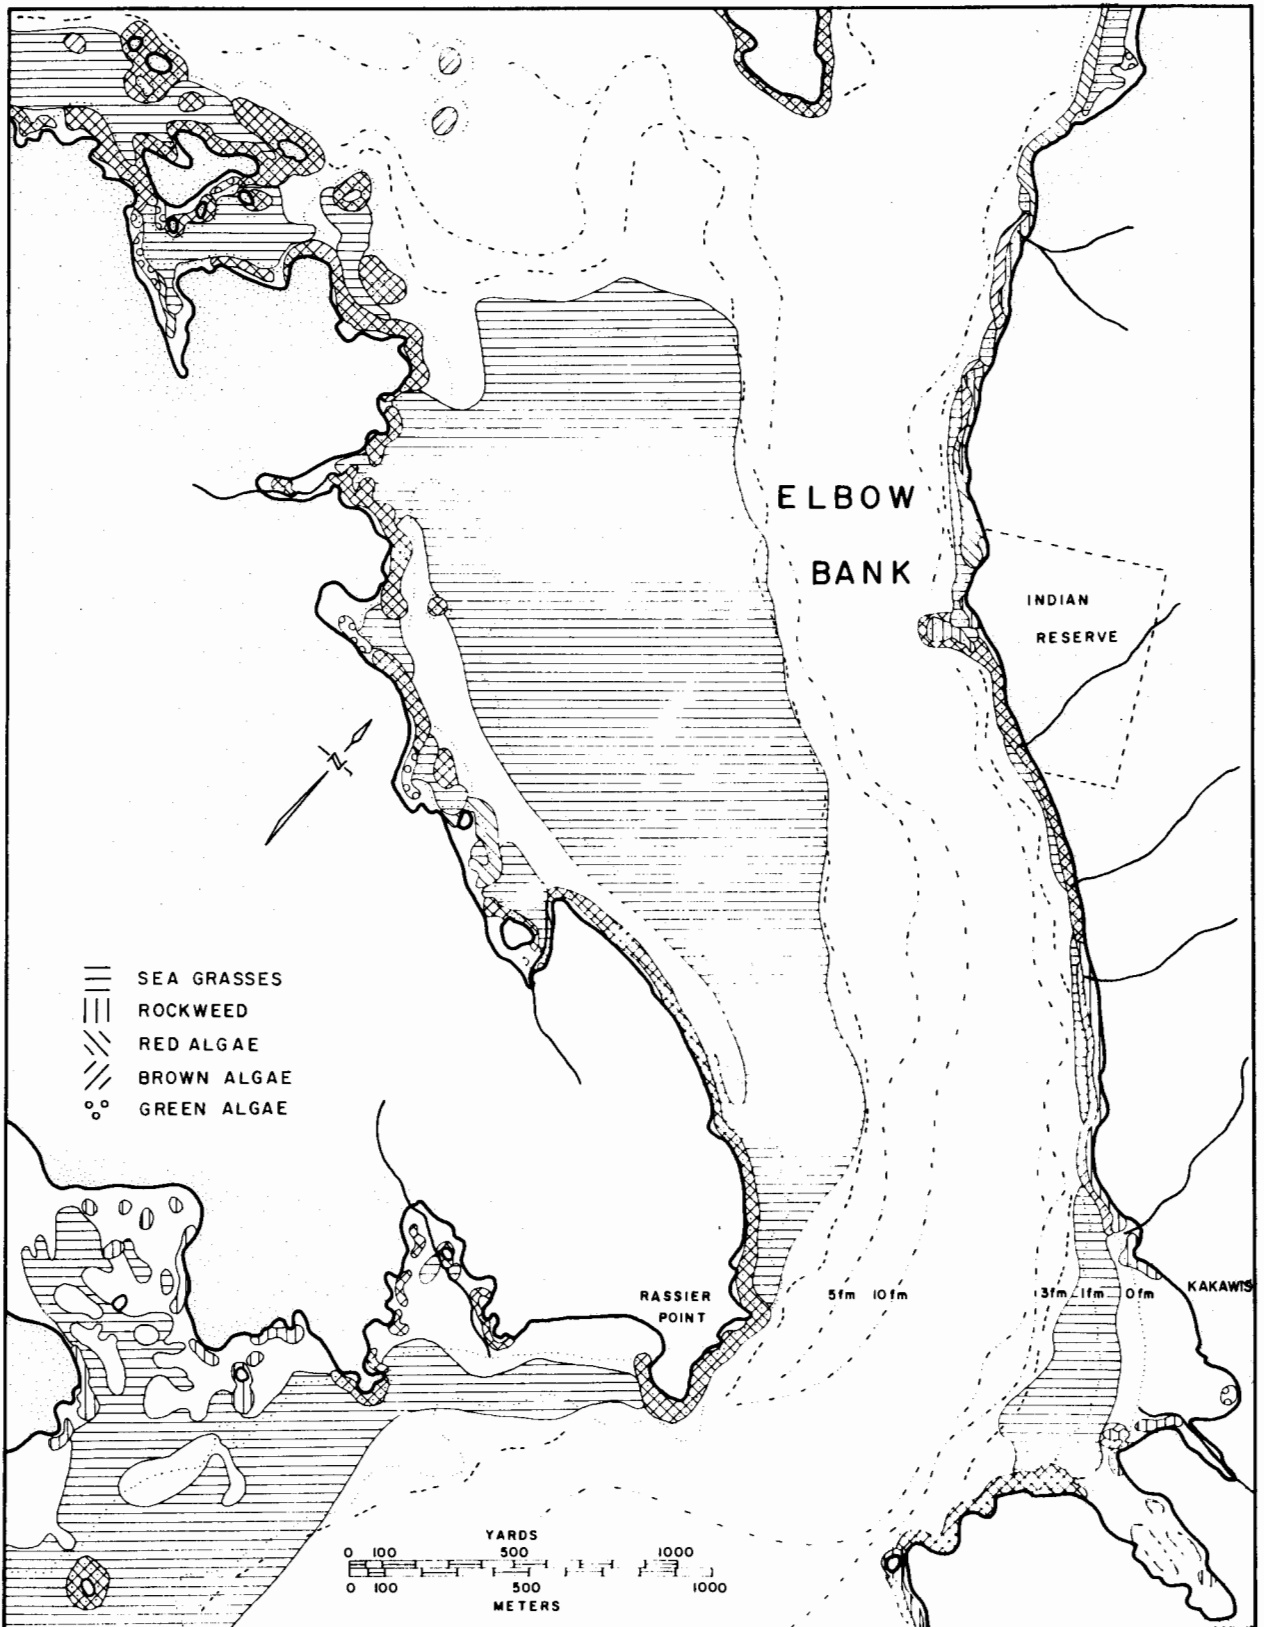 ELBOW
BANK
INDIAN
RESERVE
N
SEA GRASSES
ROCKWEED
RED ALGAE
BROWN ALGAE
GREEN ALGAE
RASSIER
POINT
5fm 10fm
3fm 1fm 0fm
KAKAWIS
YARDS
0 100 500 1000
0 100 500 1000
METERS